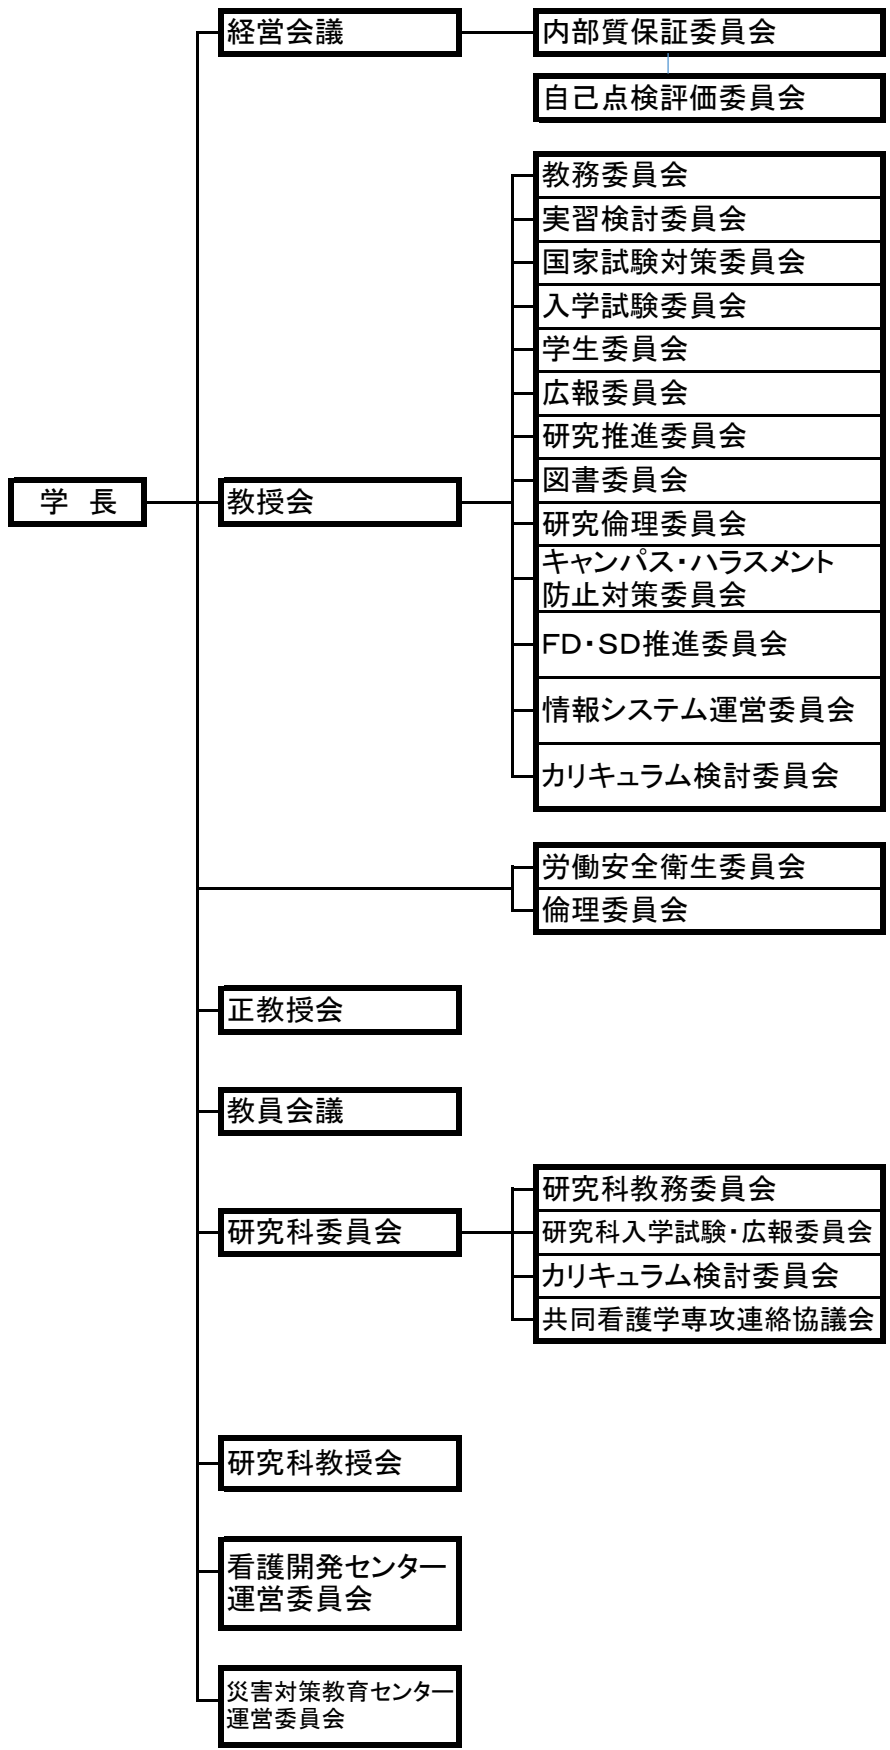 経営会議
内部質保証委員会
自己点検評価委員会
学　長
教授会
教務委員会
実習検討委員会
国家試験対策委員会
入学試験委員会
学生委員会
広報委員会
研究推進委員会
図書委員会
研究倫理委員会
キャンパス・ハラスメント
防止対策委員会
FD・SD推進委員会
情報システム運営委員会
カリキュラム検討委員会
労働安全衛生委員会
倫理委員会
正教授会
教員会議
研究科委員会
研究科教務委員会
研究科入学試験・広報委員会
カリキュラム検討委員会
共同看護学専攻連絡協議会
研究科教授会
看護開発センター
運営委員会
災害対策教育センター
運営委員会